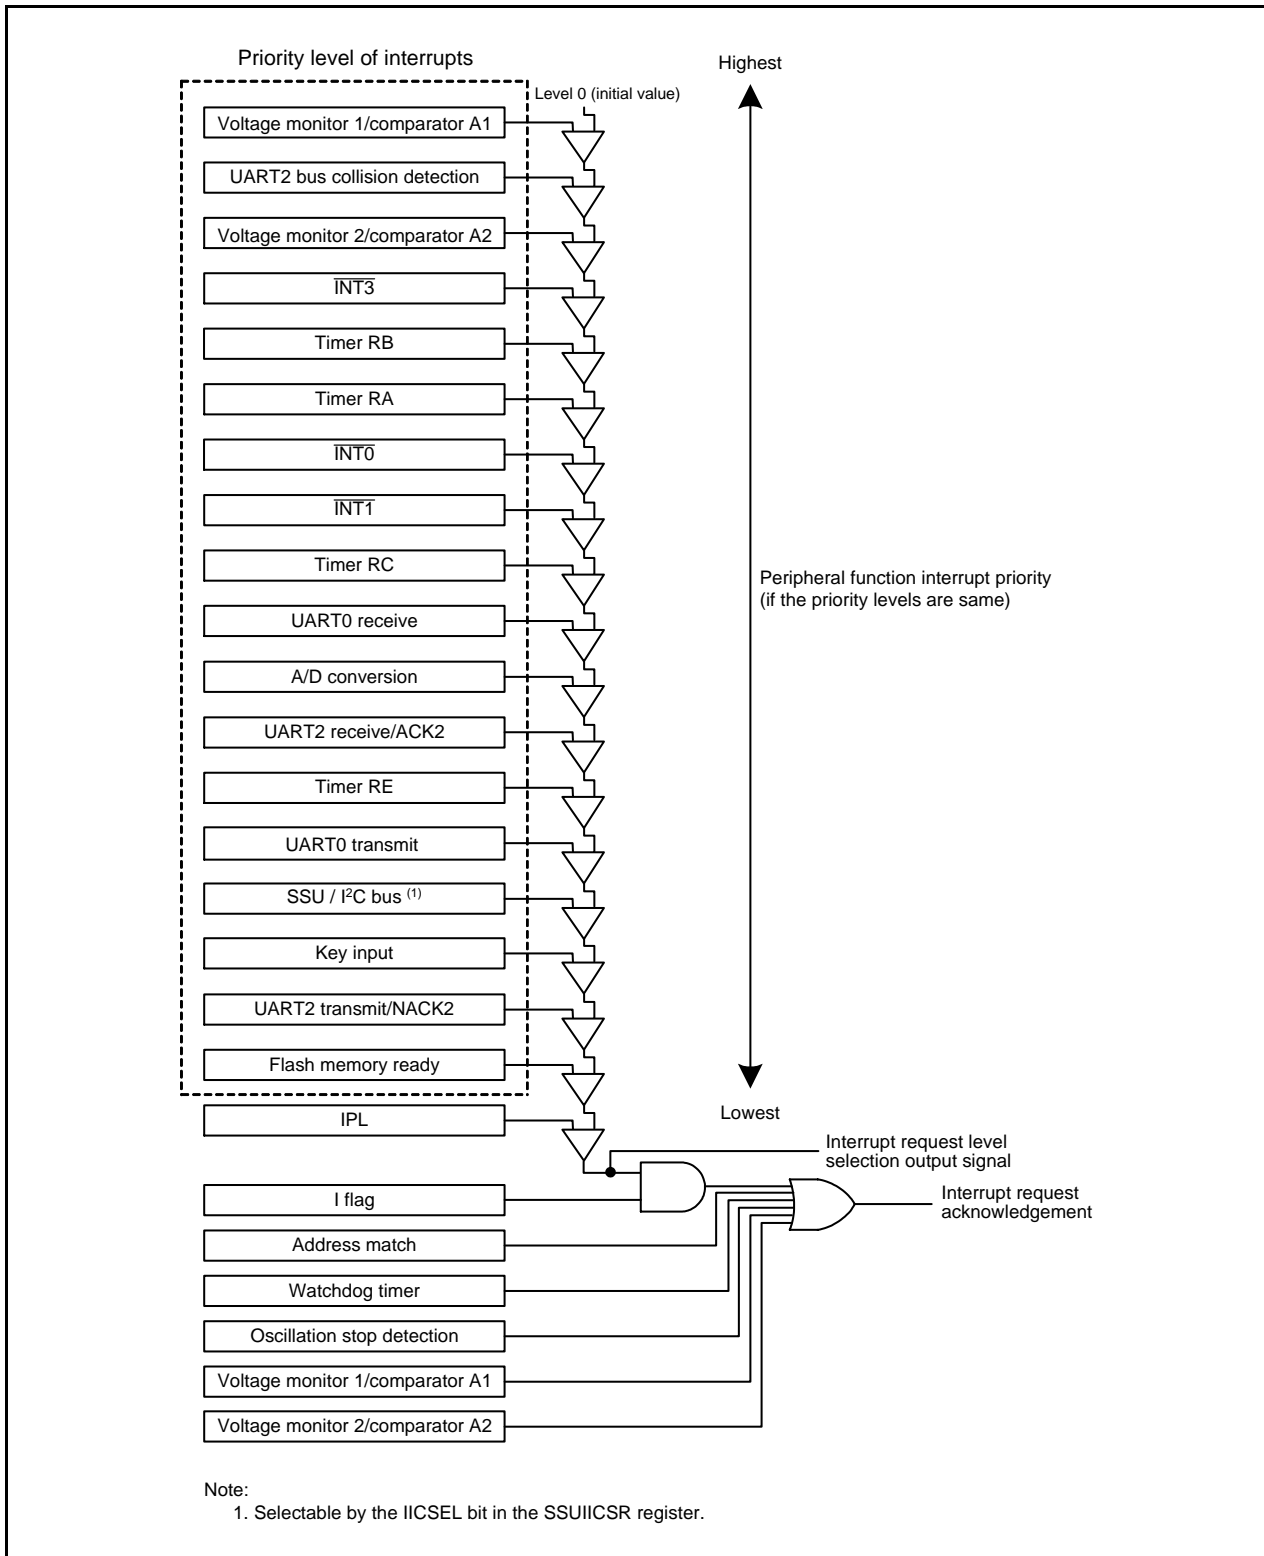 Priority level of interrupts
Highest
Level 0 (initial value)
Voltage monitor 1/comparator A1
UART2 bus collision detection
Voltage monitor 2/comparator A2
INT3
Timer RB
Timer RA
INT0
INT1
Timer RC
Peripheral function interrupt priority
(if the priority levels are same)
UART0 receive
A/D conversion
UART2 receive/ACK2
Timer RE
UART0 transmit
SSU / I²C bus (1)
Key input
UART2 transmit/NACK2
Flash memory ready
Lowest
IPL
Interrupt request level
selection output signal
I flag
Interrupt request
acknowledgement
Address match
Watchdog timer
Oscillation stop detection
Voltage monitor 1/comparator A1
Voltage monitor 2/comparator A2
Note:
1. Selectable by the IICSEL bit in the SSUIICSR register.